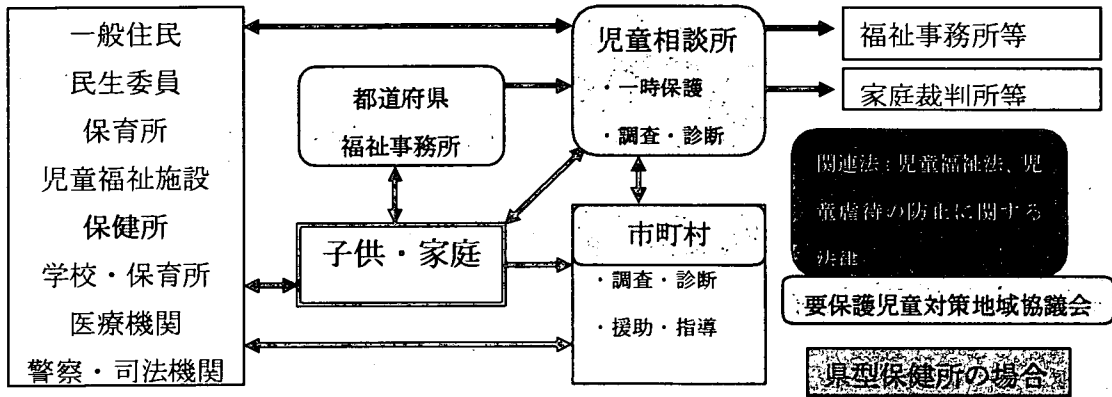 一般住民
民生委員
保育所
児童福祉施設
保健所
学校・保育所
医療機関
警察・司法機関
都道府県
福祉事務所
子供・家庭
児童相談所
・一時保護
・調査・診断
市町村
・調査・診断
・援助・指導
福祉事務所等
家庭裁判所等
関連法：児童福祉法、児
童虐待の防止に関する
法律
要保護児童対策地域協議会
県型保健所の場合